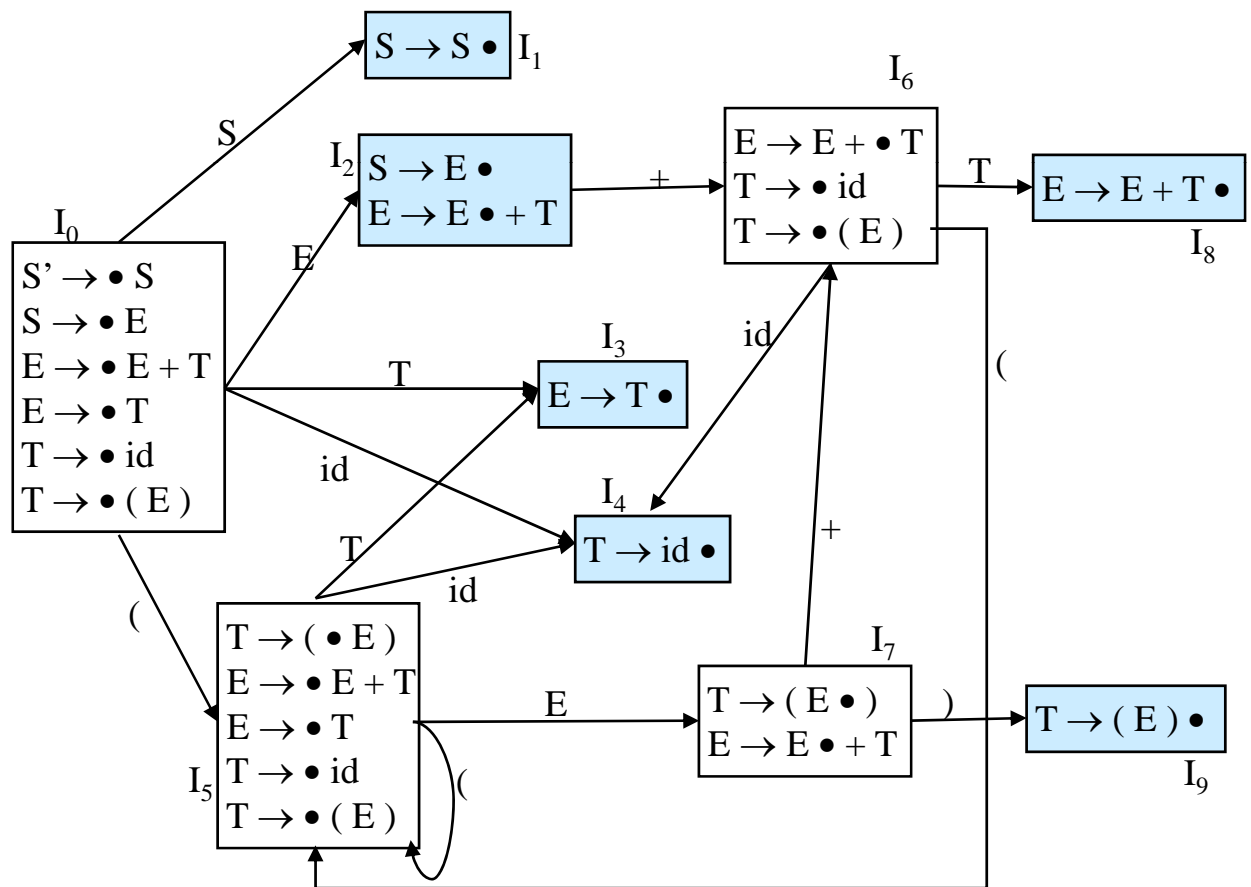 S → S ● I₁
S
I₆
E → E + ● T
T → ● id
T → ● ( E )
I₂
S → E ●
E → E ● + T
+
T
E → E + T ●
I₈
I₀
S’ → ● S
S → ● E
E → ● E + T
E → ● T
T → ● id
T → ● ( E )
E
T
I₃
E → T ●
id
(
id
I₄
T → id ●
T
id
+
(
I₅
T → ( ● E )
E → ● E + T
E → ● T
T → ● id
T → ● ( E )
(
E
I₇
T → ( E ● )
E → E ● + T
)
T → ( E ) ●
I₉